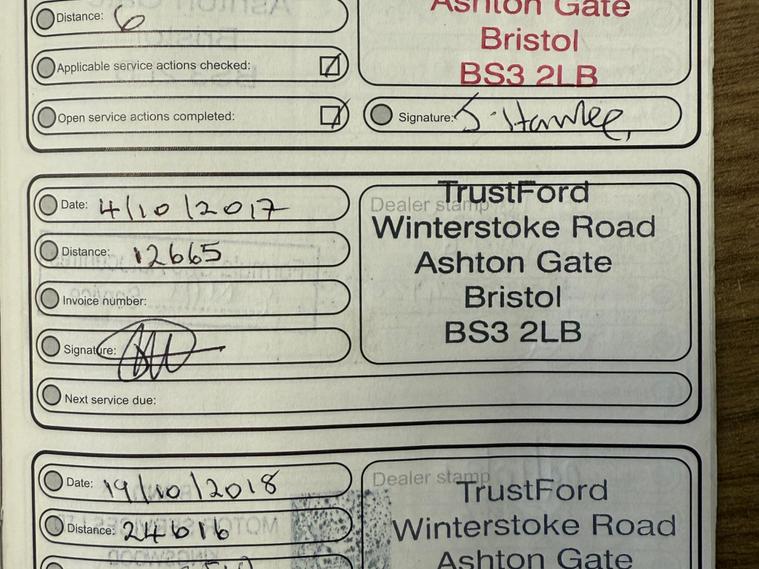 Distance: 6
Ashton Gate
Bristol
Applicable service actions checked:
BS3 2LB
Open service actions completed:
Signature: S. Hawlee
Date: 4/10/2017
Dealer stamp
TrustFord
Winterstoke Road
Distance: 12665
Ashton Gate
Invoice number:
Bristol
Signature:
BS3 2LB
Next service due:
Date: 19/10/2018
Dealer stamp
TrustFord
Distance: 24616
Winterstoke Road
Ashton Gate